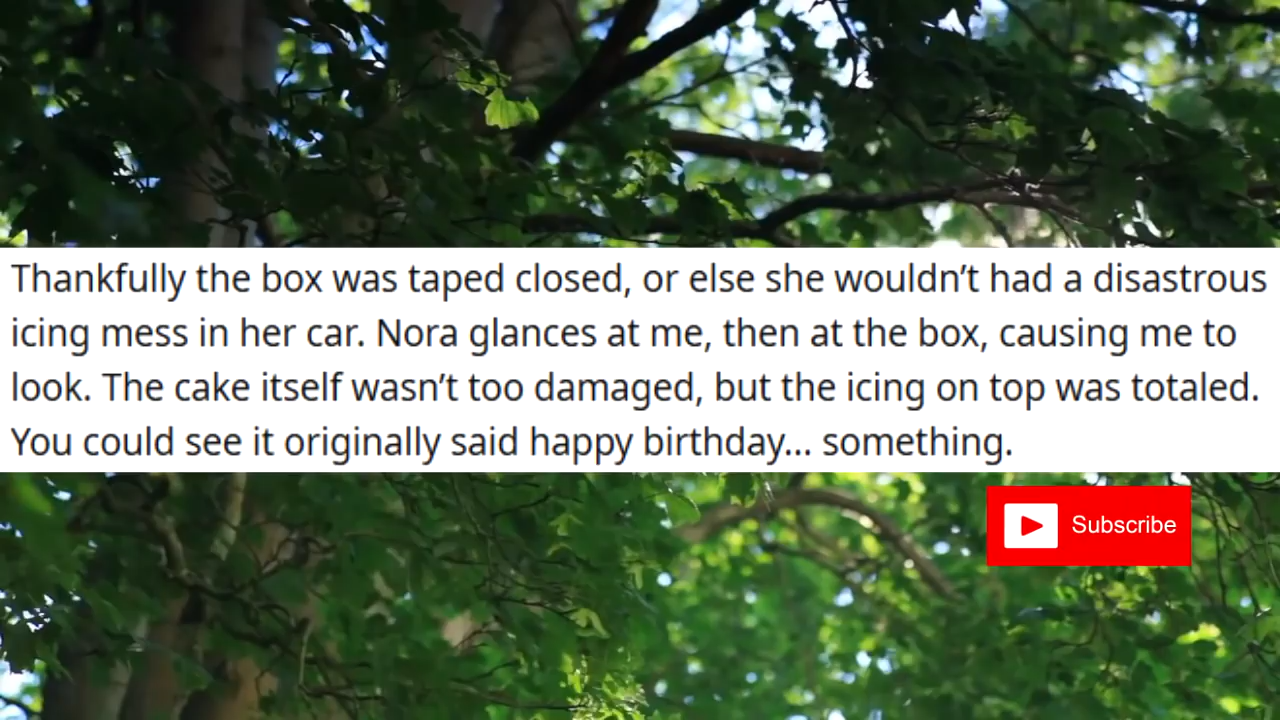 Thankfully the box was taped closed, or else she wouldn’t had a disastrous
icing mess in her car. Nora glances at me, then at the box, causing me to
look. The cake itself wasn’t too damaged, but the icing on top was totaled.
You could see it originally said happy birthday... something.
Subscribe